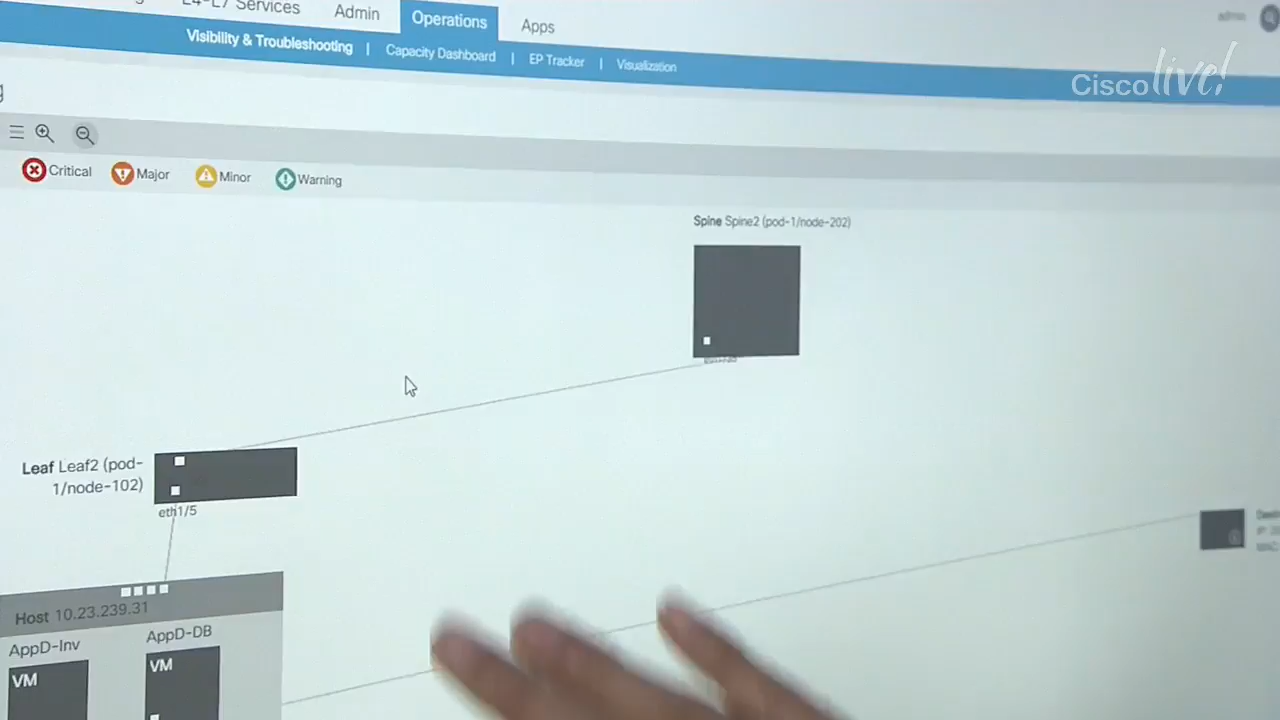 L4-L7 Services Admin Operations Apps
admin
Visibility & Troubleshooting | Capacity Dashboard | EP Tracker | Visualization
Cisco live!
g
Critical Major Minor Warning
Spine Spine2 (pod-1/node-202)
Leaf Leaf2 (pod-
1/node-102)
eth1/5
Host 10.23.239.31
AppD-Inv AppD-DB
VM VM